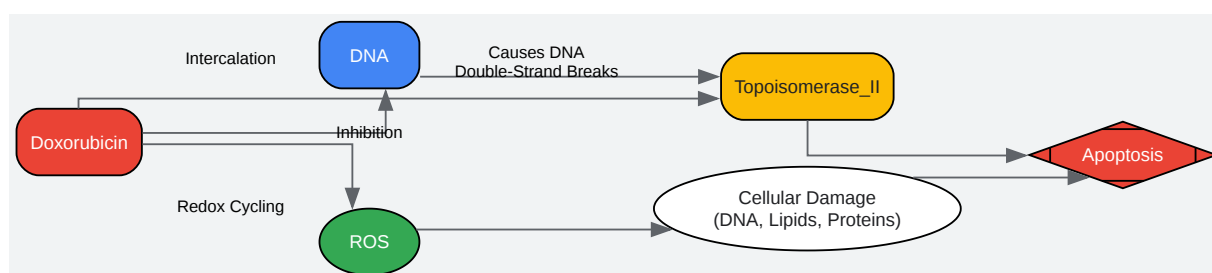 Intercalation
DNA
Causes DNA
Double-Strand Breaks
Topoisomerase_II
Doxorubicin
Inhibition
Apoptosis
Redox Cycling
Cellular Damage
(DNA, Lipids, Proteins)
ROS